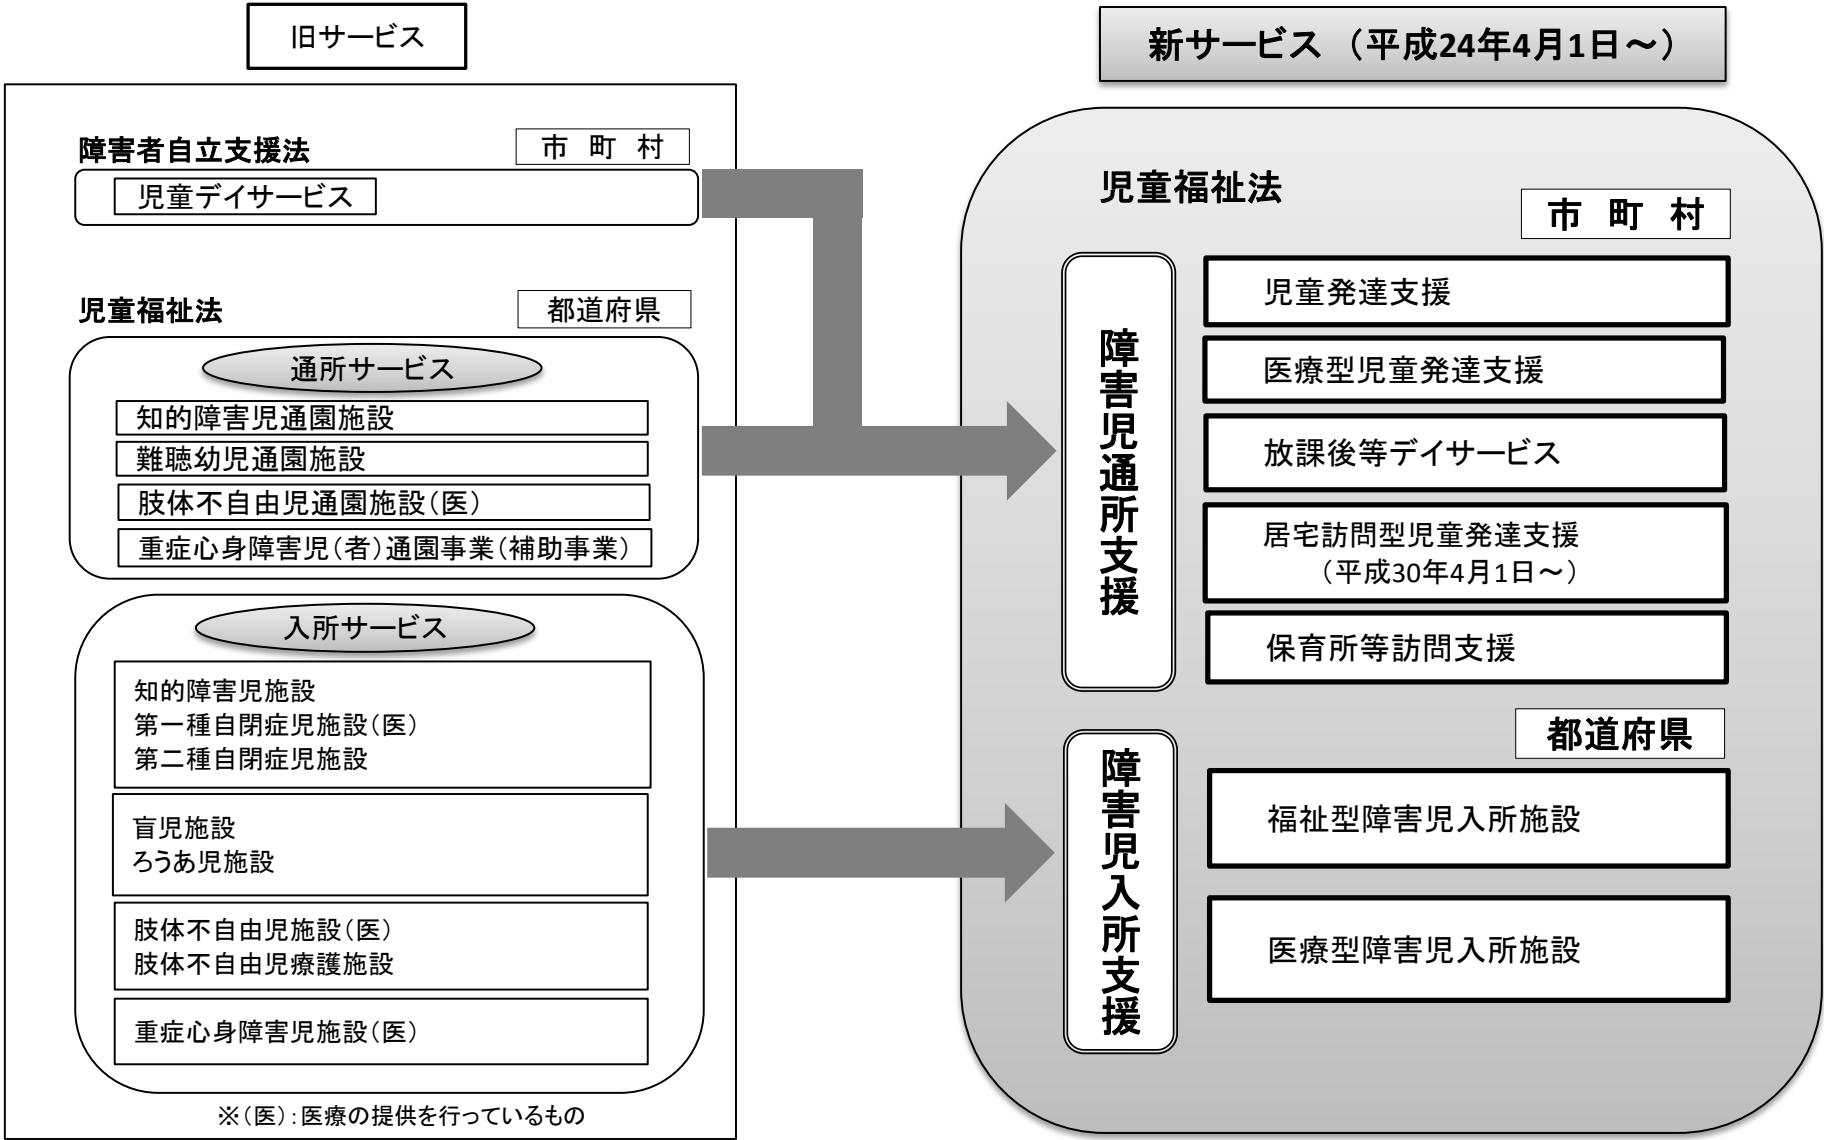 旧サービス
障害者自立支援法
市 町 村
児童デイサービス
児童福祉法
都道府県
通所サービス
知的障害児通園施設
難聴幼児通園施設
肢体不自由児通園施設（医）
重症心身障害児（者）通園事業（補助事業）
入所サービス
知的障害児施設
第一種自閉症児施設（医）
第二種自閉症児施設
盲児施設
ろうあ児施設
肢体不自由児施設（医）
肢体不自由児療護施設
重症心身障害児施設（医）
※（医）：医療の提供を行っているもの
新サービス （平成24年4月1日～）
児童福祉法
市 町 村
障害児通所支援
児童発達支援
医療型児童発達支援
放課後等デイサービス
居宅訪問型児童発達支援
（平成30年4月1日～）
保育所等訪問支援
都道府県
障害児入所支援
福祉型障害児入所施設
医療型障害児入所施設